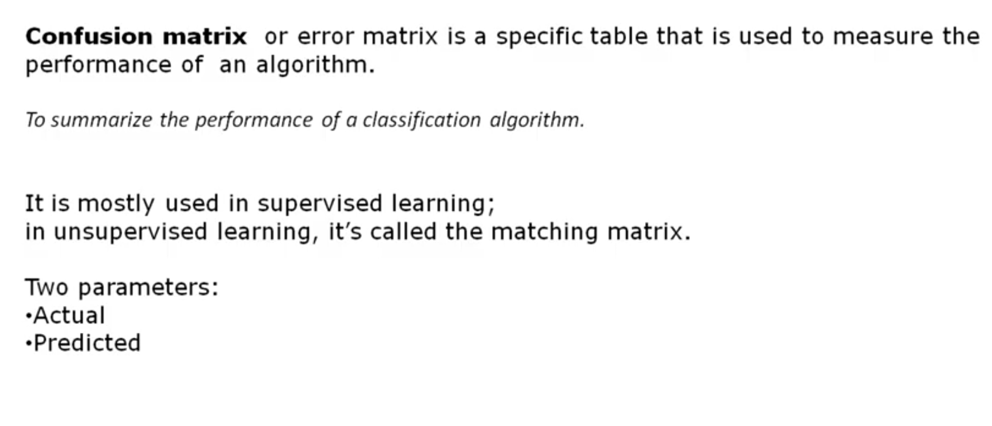 Confusion matrix or error matrix is a specific table that is used to measure the
performance of an algorithm.
To summarize the performance of a classification algorithm.
It is mostly used in supervised learning;
in unsupervised learning, it’s called the matching matrix.
Two parameters:
•Actual
•Predicted